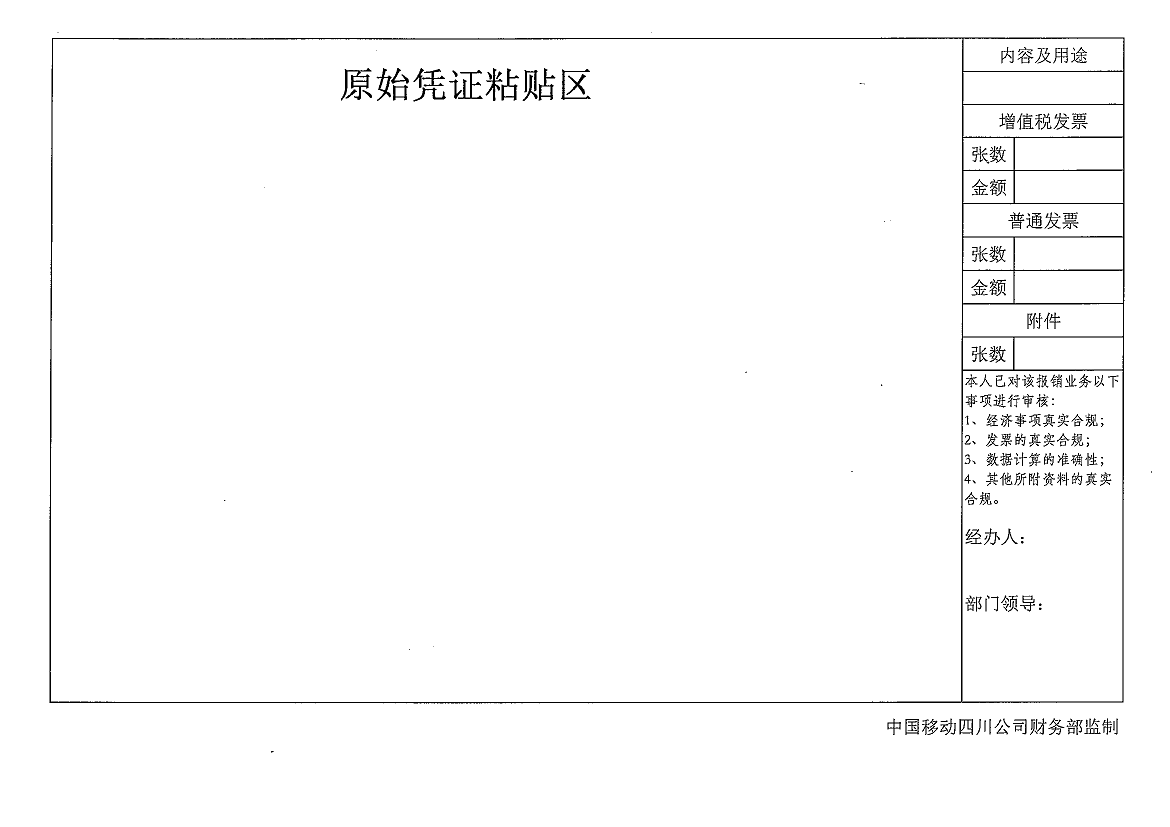 原始凭证粘贴区
内容及用途
增值税发票
张数
金额
普通发票
张数
金额
附件
张数
本人已对该报销业务以下
事项进行审核：
1、经济事项真实合规；
2、发票的真实合规；
3、数据计算的准确性；
4、其他所附资料的真实
合规。
经办人：
部门领导：
中国移动四川公司财务部监制